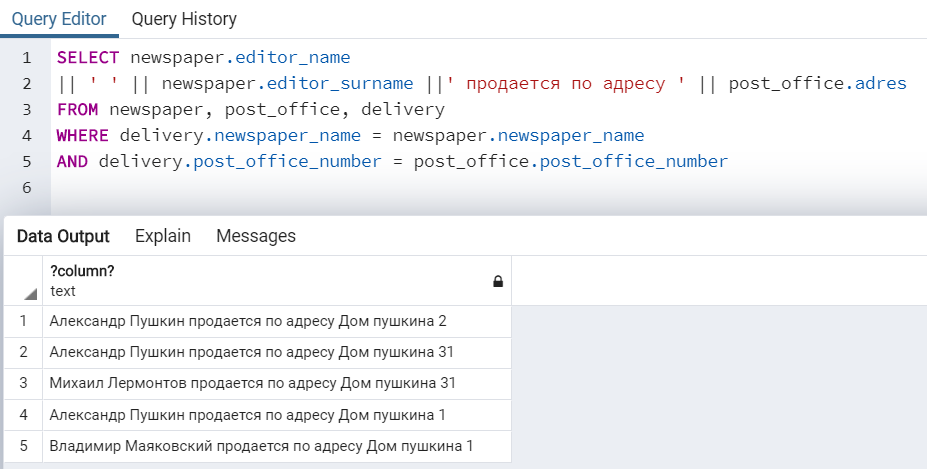 Query Editor Query History
1 SELECT newspaper.editor_name
2 || ' ' || newspaper.editor_surname ||' продается по адресу ' || post_office.adres
3 FROM newspaper, post_office, delivery
4 WHERE delivery.newspaper_name = newspaper.newspaper_name
5 AND delivery.post_office_number = post_office.post_office_number
6
Data Output Explain Messages
?column?
text
1 Александр Пушкин продается по адресу Дом пушкина 2
2 Александр Пушкин продается по адресу Дом пушкина 31
3 Михаил Лермонтов продается по адресу Дом пушкина 31
4 Александр Пушкин продается по адресу Дом пушкина 1
5 Владимир Маяковский продается по адресу Дом пушкина 1